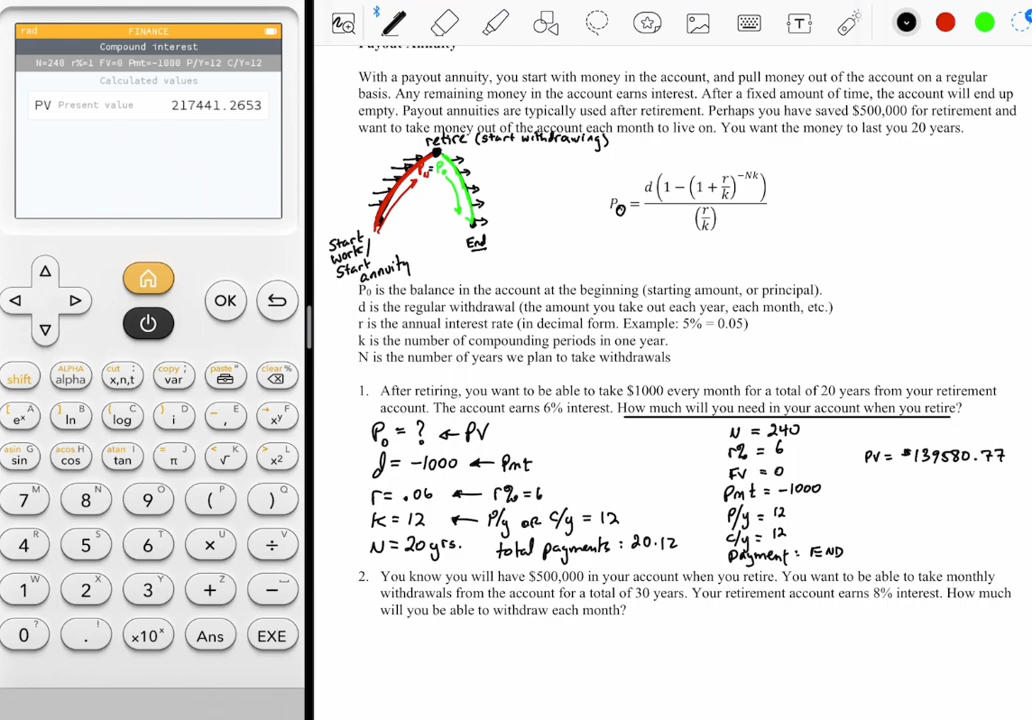 rad FINANCE
Compound interest
N=240 r%=1 FV=0 Pmt=-1000 P/Y=12 C/Y=12
Calculated values
PV Present value 217441.2653
OK
shift
ALPHA
alpha
cut :
x,n,t
copy ;
var
paste "
clear %
[ A
eˣ
] B
ln
{ C
log
} D
i
_ E
,
→ F
xʸ
asin G
sin
acos H
cos
atan I
tan
= J
π
< K
√
> L
x²
7 M
8 N
9 O
( P
) Q
4 R
5 S
6 T
× U
÷ V
1 W
2 X
3 Y
+ Z
−
0 ?
. !
×10ˣ
Ans
EXE
T
With a payout annuity, you start with money in the account, and pull money out of the account on a regular
basis. Any remaining money in the account earns interest. After a fixed amount of time, the account will end up
empty. Payout annuities are typically used after retirement. Perhaps you have saved $500,000 for retirement and
want to take money out of the account each month to live on. You want the money to last you 20 years.
retire (start withdrawing)
Start
work/
Start
annuity
End
P₀ = d(1 − (1 + r/k)^−Nk) / (r/k)
P₀ is the balance in the account at the beginning (starting amount, or principal).
d is the regular withdrawal (the amount you take out each year, each month, etc.)
r is the annual interest rate (in decimal form. Example: 5% = 0.05)
k is the number of compounding periods in one year.
N is the number of years we plan to take withdrawals
1. After retiring, you want to be able to take $1000 every month for a total of 20 years from your retirement
account. The account earns 6% interest. How much will you need in your account when you retire?
P₀ = ? ← PV
d = -1000 ← Pmt
r = .06 ← r% = 6
K = 12 ← P/y or C/y = 12
N = 20 yrs. total payments : 20·12
N = 240
r% = 6
FV = 0
Pmt = -1000
P/y = 12
C/y = 12
Payment : END
PV = $139580.77
2. You know you will have $500,000 in your account when you retire. You want to be able to take monthly
withdrawals from the account for a total of 30 years. Your retirement account earns 8% interest. How much
will you be able to withdraw each month?